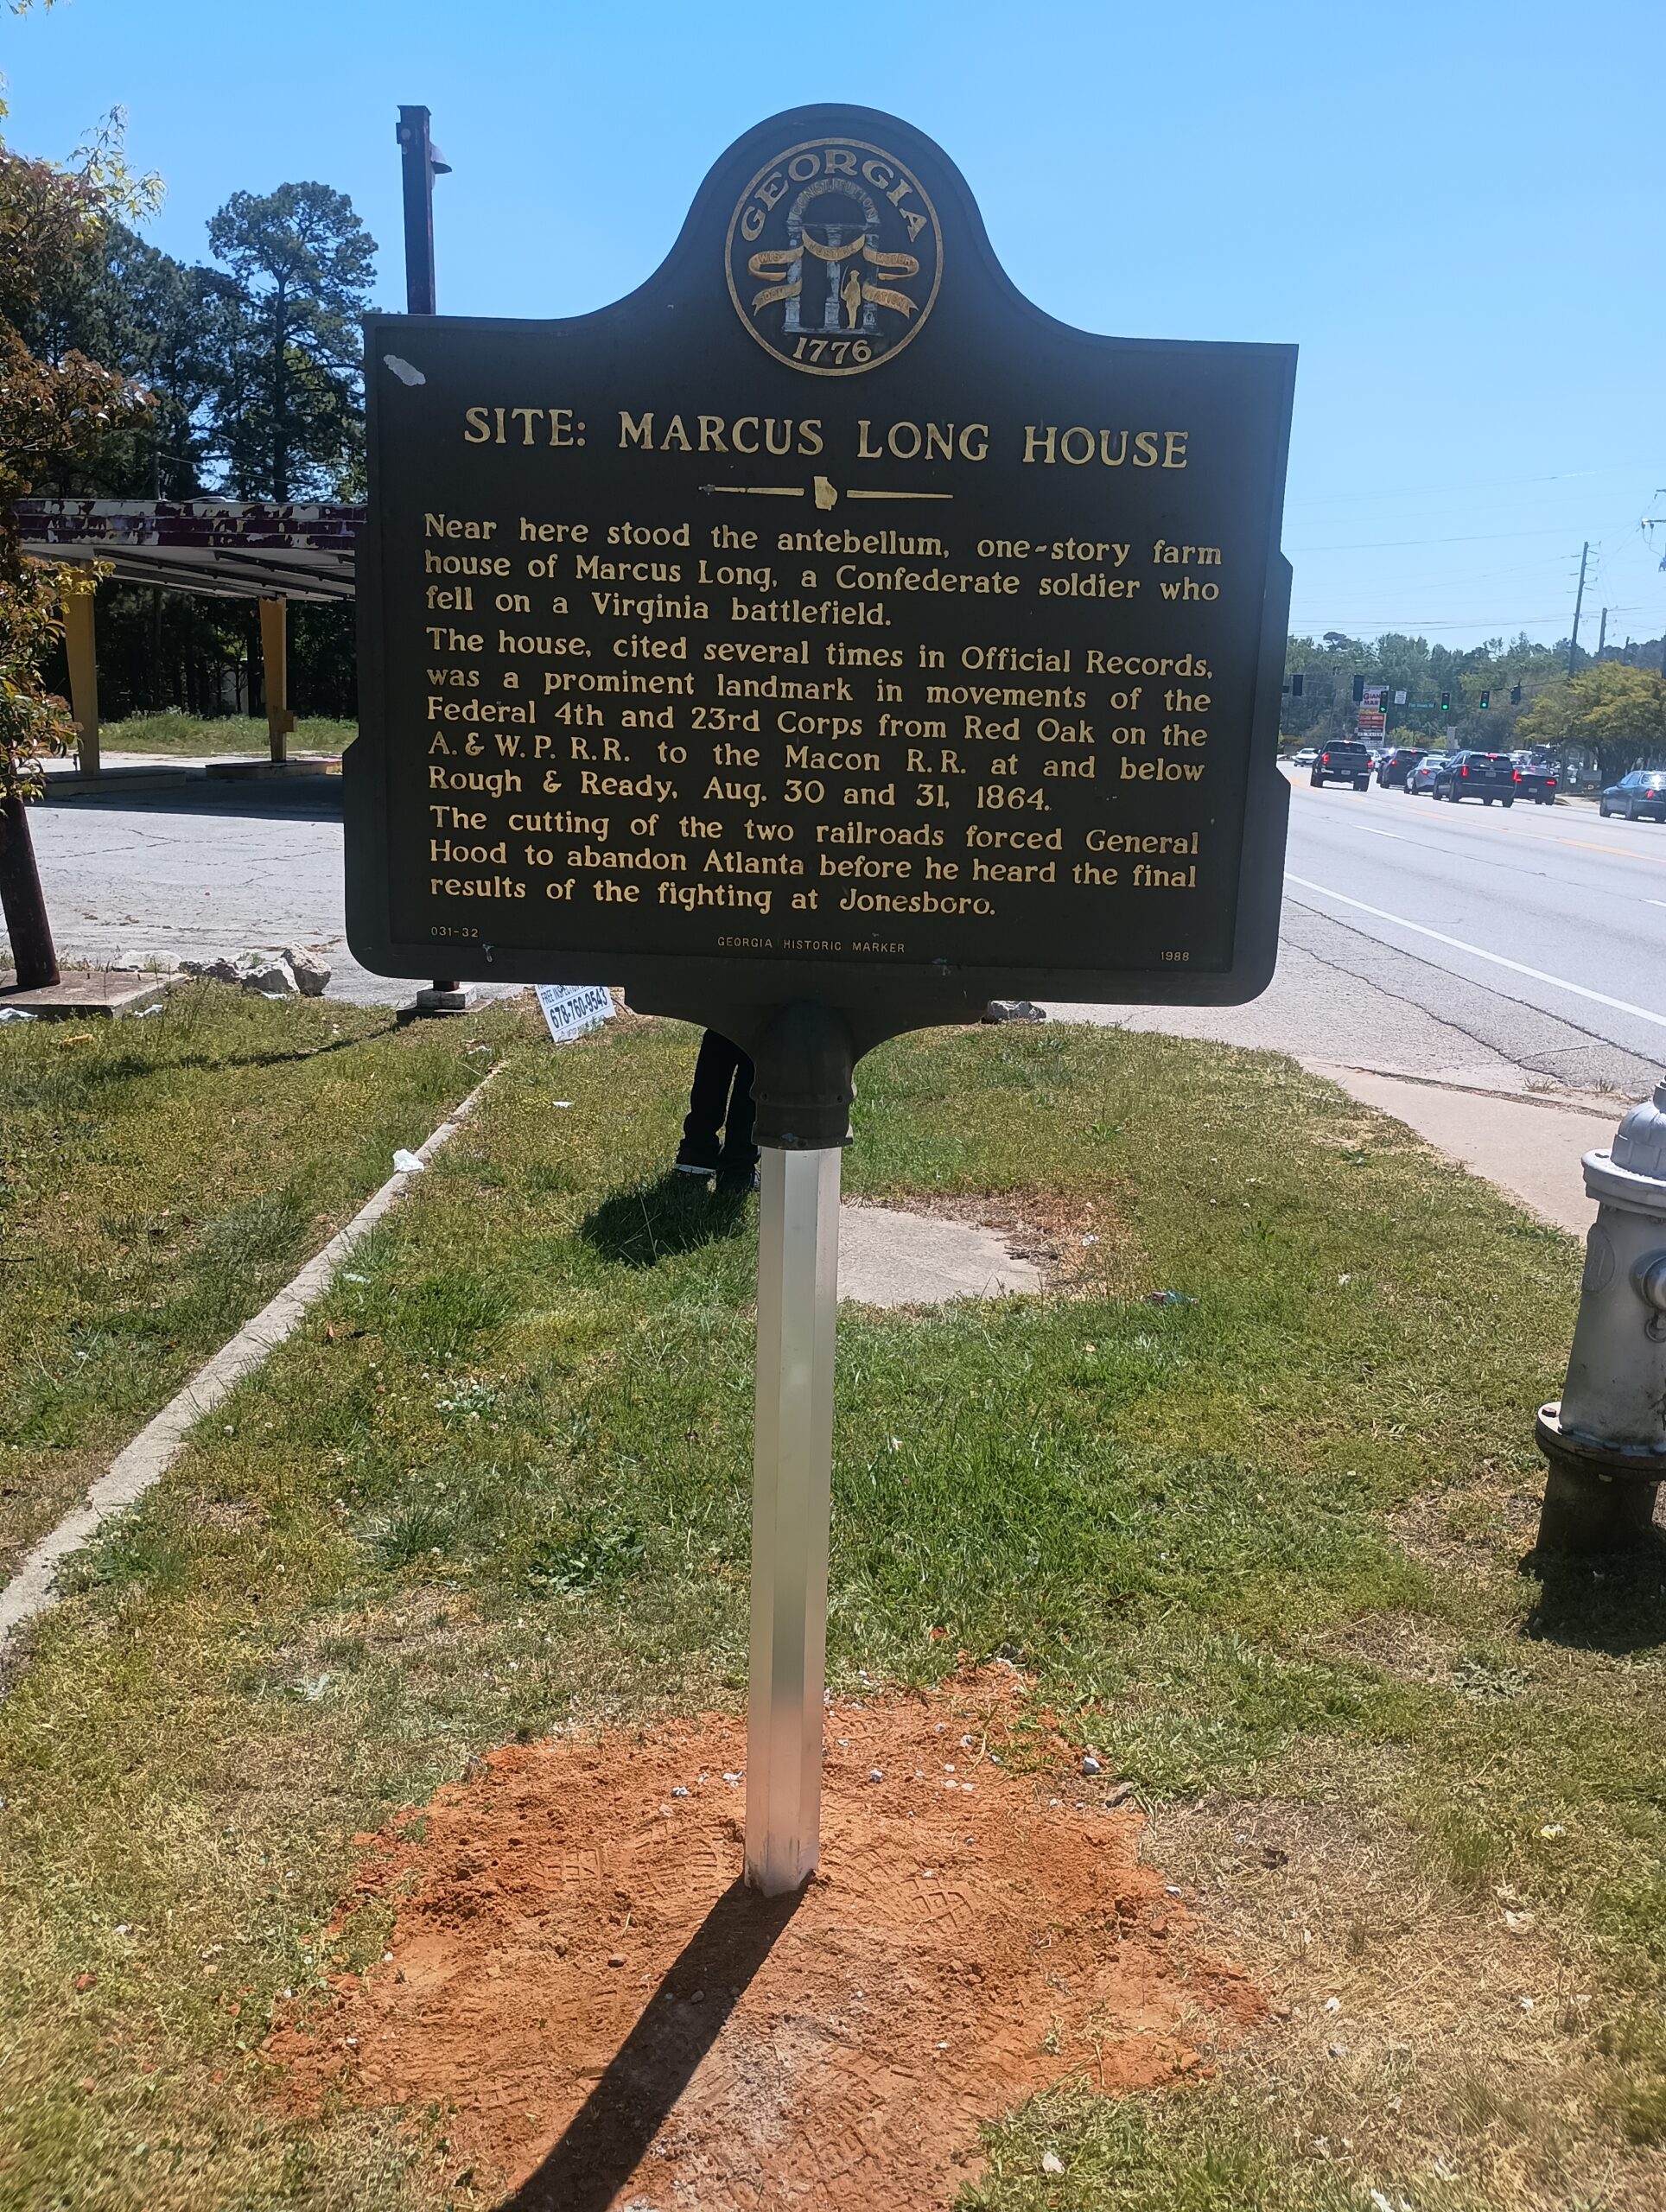 GEORGIA
CONSTITUTION
WISDOM JUSTICE MODERATION
1776
SITE: MARCUS LONG HOUSE
Near here stood the antebellum, one-story farm
house of Marcus Long, a Confederate soldier who
fell on a Virginia battlefield.
The house, cited several times in Official Records,
was a prominent landmark in movements of the
Federal 4th and 23rd Corps from Red Oak on the
A. & W. P. R.R. to the Macon R.R. at and below
Rough & Ready, Aug. 30 and 31, 1864.
The cutting of the two railroads forced General
Hood to abandon Atlanta before he heard the final
results of the fighting at Jonesboro.
031-32 GEORGIA HISTORIC MARKER 1988
678-760-9543